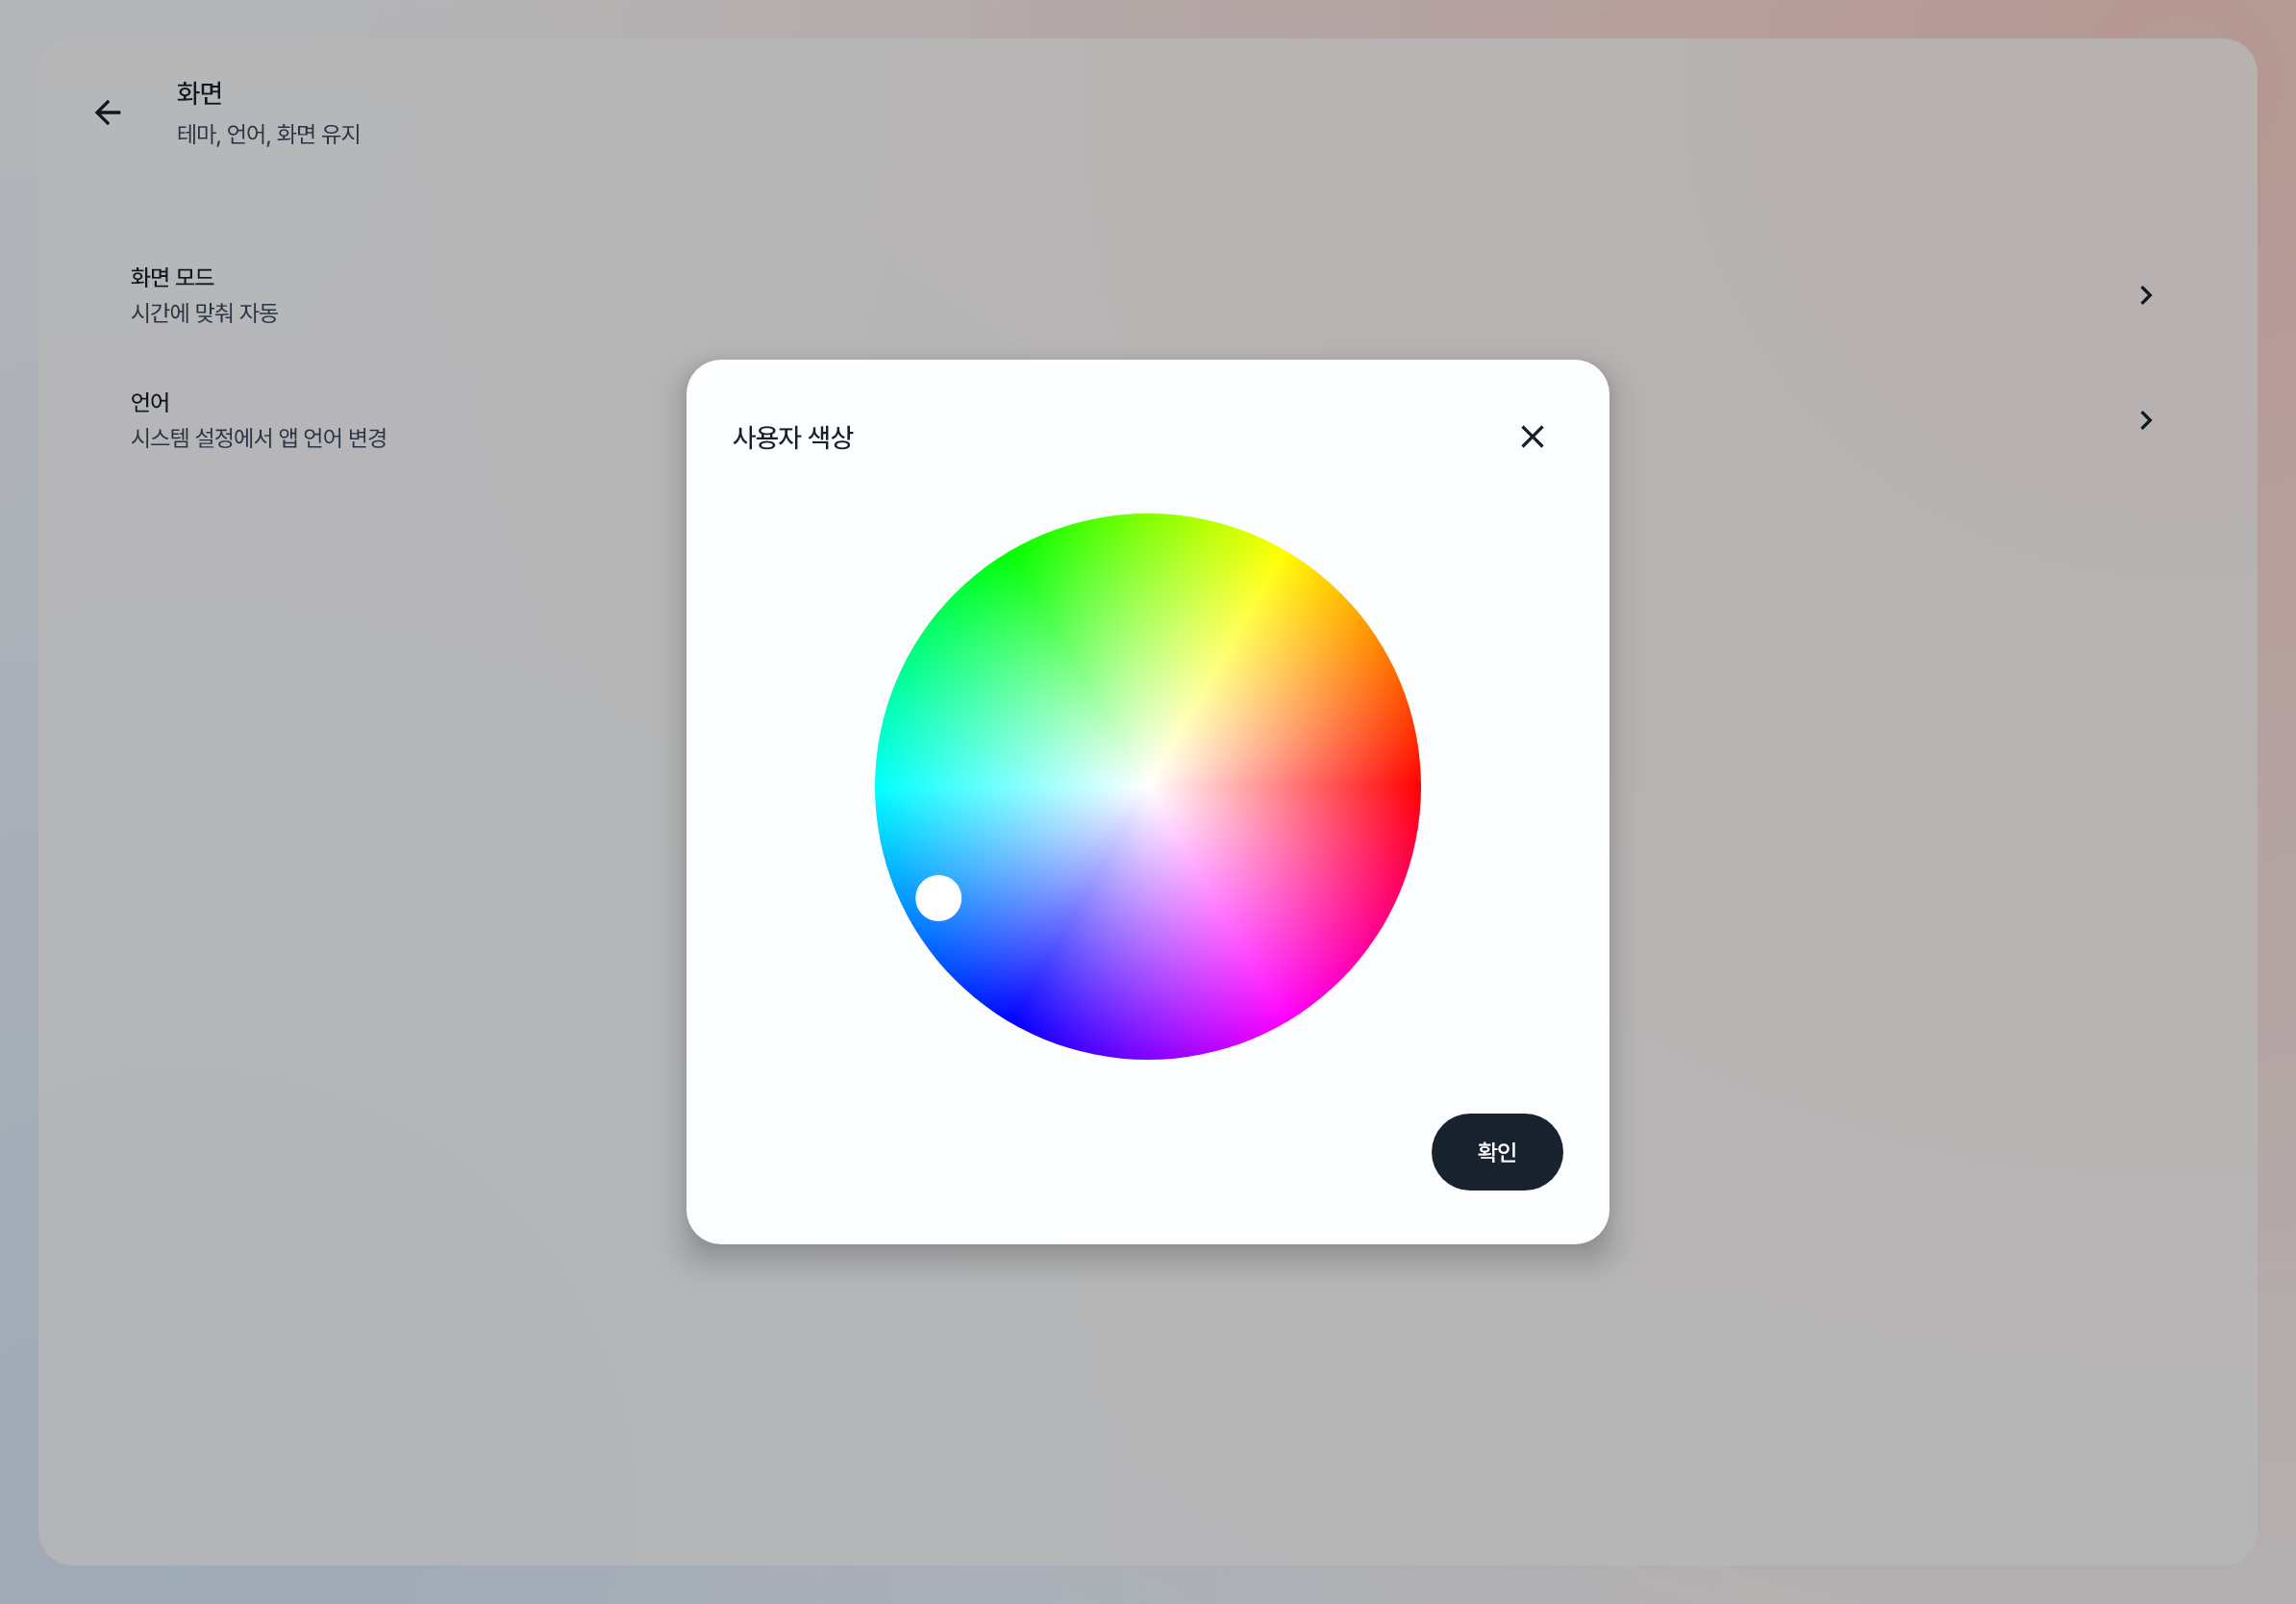 화면
테마, 언어, 화면 유지
화면 모드
시간에 맞춰 자동
언어
시스템 설정에서 앱 언어 변경
사용자 색상
확인